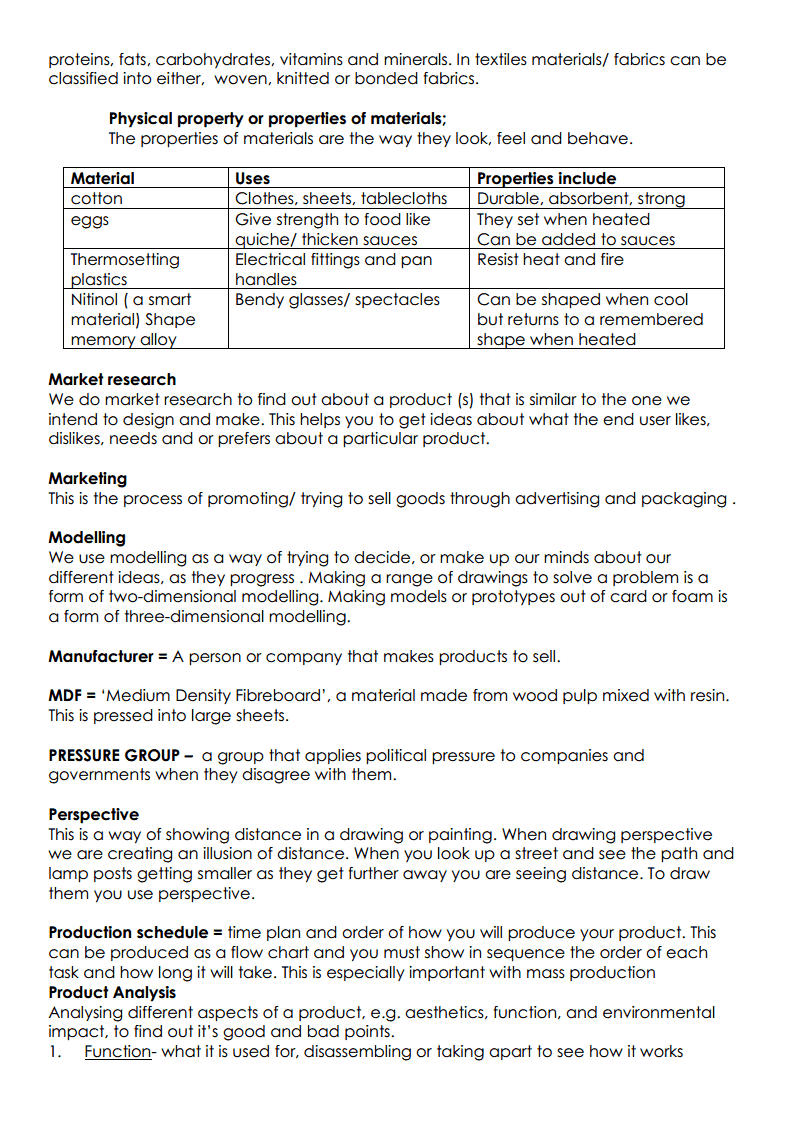 proteins, fats, carbohydrates, vitamins and minerals. In textiles materials/ fabrics can be
classified into either,  woven, knitted or bonded fabrics.
Physical property or properties of materials;
The properties of materials are the way they look, feel and behave.
Material Uses Properties include
cotton Clothes, sheets, tablecloths Durable, absorbent, strong
eggs Give strength to food like They set when heated
quiche/ thicken sauces Can be added to sauces
Thermosetting Electrical fittings and pan Resist heat and fire
plastics handles
Nitinol ( a smart Bendy glasses/ spectacles Can be shaped when cool
material) Shape but returns to a remembered
memory alloy shape when heated
Market research
We do market research to find out about a product (s) that is similar to the one we
intend to design and make. This helps you to get ideas about what the end user likes,
dislikes, needs and or prefers about a particular product.
Marketing
This is the process of promoting/ trying to sell goods through advertising and packaging .
Modelling
We use modelling as a way of trying to decide, or make up our minds about our
different ideas, as they progress . Making a range of drawings to solve a problem is a
form of two-dimensional modelling. Making models or prototypes out of card or foam is
a form of three-dimensional modelling.
Manufacturer = A person or company that makes products to sell.
MDF = ‘Medium Density Fibreboard’, a material made from wood pulp mixed with resin.
This is pressed into large sheets.
PRESSURE GROUP –  a group that applies political pressure to companies and
governments when they disagree with them.
Perspective
This is a way of showing distance in a drawing or painting. When drawing perspective
we are creating an illusion of distance. When you look up a street and see the path and
lamp posts getting smaller as they get further away you are seeing distance. To draw
them you use perspective.
Production schedule = time plan and order of how you will produce your product. This
can be produced as a flow chart and you must show in sequence the order of each
task and how long it will take. This is especially important with mass production
Product Analysis
Analysing different aspects of a product, e.g. aesthetics, function, and environmental
impact, to find out it’s good and bad points.
1. Function- what it is used for, disassembling or taking apart to see how it works